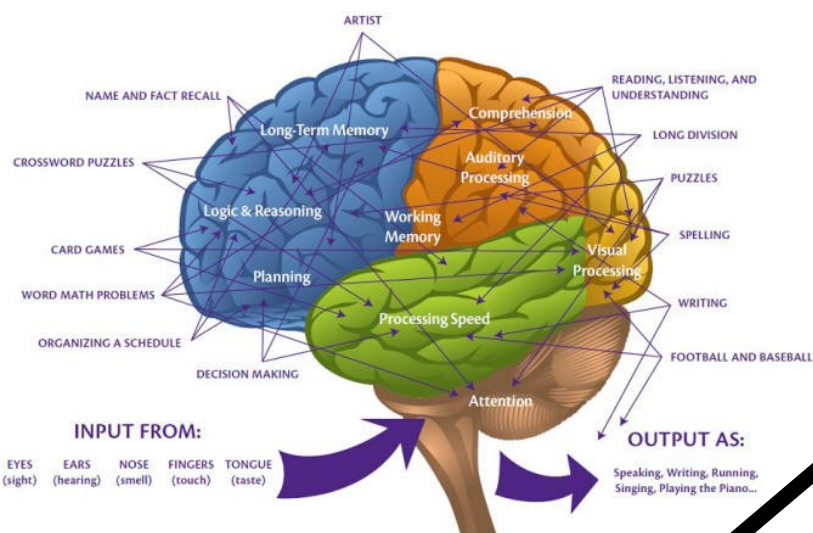 ARTIST
NAME AND FACT RECALL
CROSSWORD PUZZLES
CARD GAMES
WORD MATH PROBLEMS
ORGANIZING A SCHEDULE
DECISION MAKING
Long-Term Memory
Logic & Reasoning
Planning
Working
Memory
Comprehension
Auditory
Processing
Visual
Processing
Processing Speed
Attention
READING, LISTENING, AND
UNDERSTANDING
LONG DIVISION
PUZZLES
SPELLING
WRITING
FOOTBALL AND BASEBALL
INPUT FROM:
EYES
(sight)
EARS
(hearing)
NOSE
(smell)
FINGERS
(touch)
TONGUE
(taste)
OUTPUT AS:
Speaking, Writing, Running,
Singing, Playing the Piano...